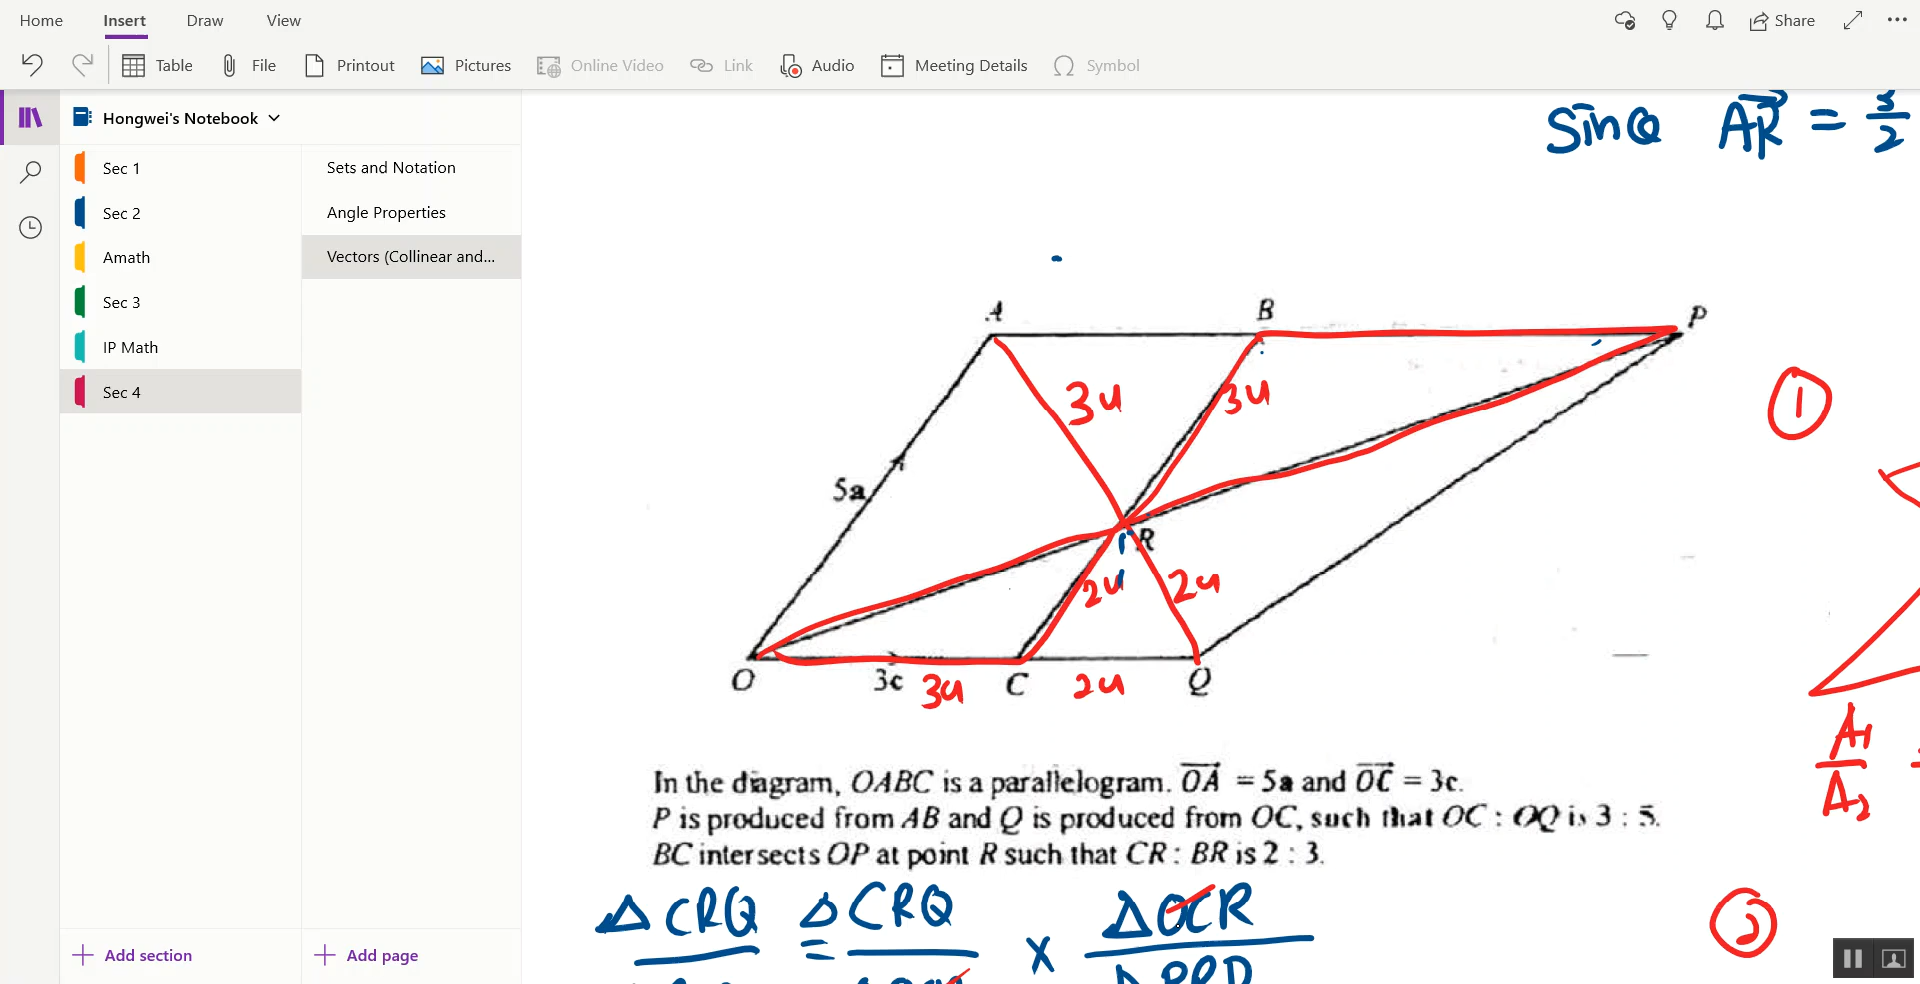 Home Insert Draw View Share
Table File Printout Pictures Online Video Link Audio Meeting Details Symbol
Hongwei's Notebook
Sec 1
Sec 2
Amath
Sec 3
IP Math
Sec 4
Sets and Notation
Angle Properties
Vectors (Collinear and...
Add section
Add page
Sinθ AR = 3/2
A B P
3u 3u
5a
R
2u 2u
O 3c 3u C 2u Q
1
A1
A2
In the diagram, OABC is a parallelogram. OA = 5a and OC = 3c.
P is produced from AB and Q is produced from OC, such that OC : OQ is 3 : 5.
BC intersects OP at point R such that CR : BR is 2 : 3.
△CRQ = △CRQ × △OCR
2